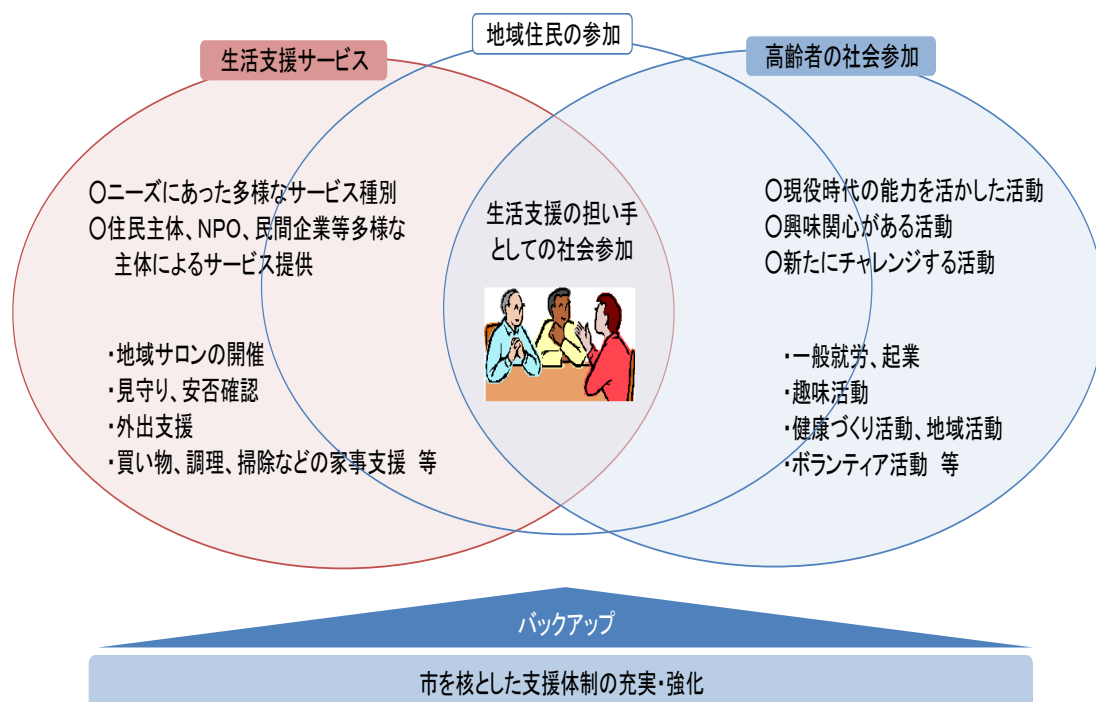 地域住民の参加
生活支援サービス
高齢者の社会参加
〇ニーズにあった多様なサービス種別
〇住民主体、NPO、民間企業等多様な
主体によるサービス提供
・地域サロンの開催
・見守り、安否確認
・外出支援
・買い物、調理、掃除などの家事支援 等
生活支援の担い手
としての社会参加
〇現役時代の能力を活かした活動
〇興味関心がある活動
〇新たにチャレンジする活動
・一般就労、起業
・趣味活動
・健康づくり活動、地域活動
・ボランティア活動 等
バックアップ
市を核とした支援体制の充実・強化